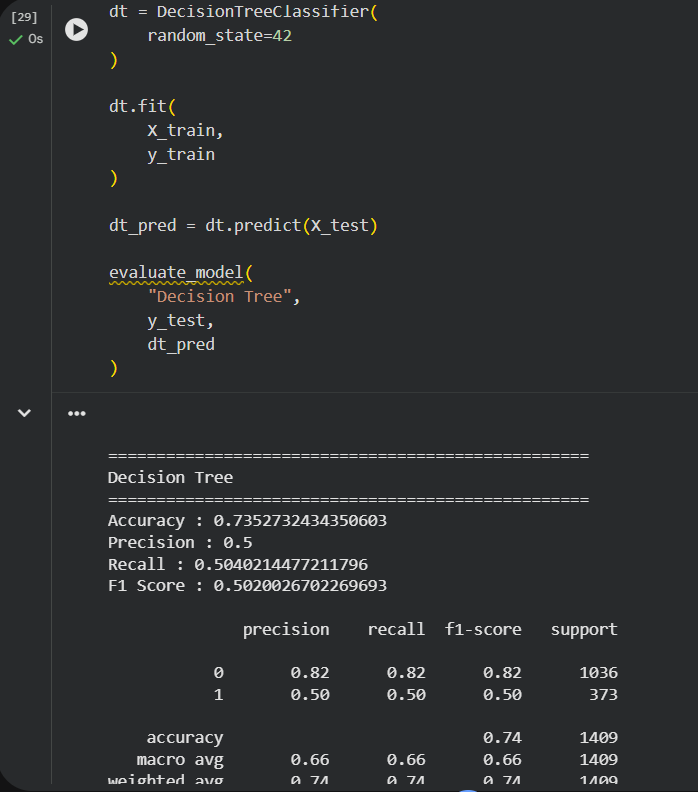 [29]
0s
dt = DecisionTreeClassifier(
    random_state=42
)
dt.fit(
    X_train,
    y_train
)
dt_pred = dt.predict(X_test)
evaluate_model(
    "Decision Tree",
    y_test,
    dt_pred
)
==================================================
Decision Tree
==================================================
Accuracy : 0.7352732434350603
Precision : 0.5
Recall : 0.5040214477211796
F1 Score : 0.5020026702269693
              precision    recall  f1-score   support
           0       0.82      0.82      0.82      1036
           1       0.50      0.50      0.50       373
    accuracy                           0.74      1409
   macro avg       0.66      0.66      0.66      1409
weighted avg       0.74      0.74      0.74      1409